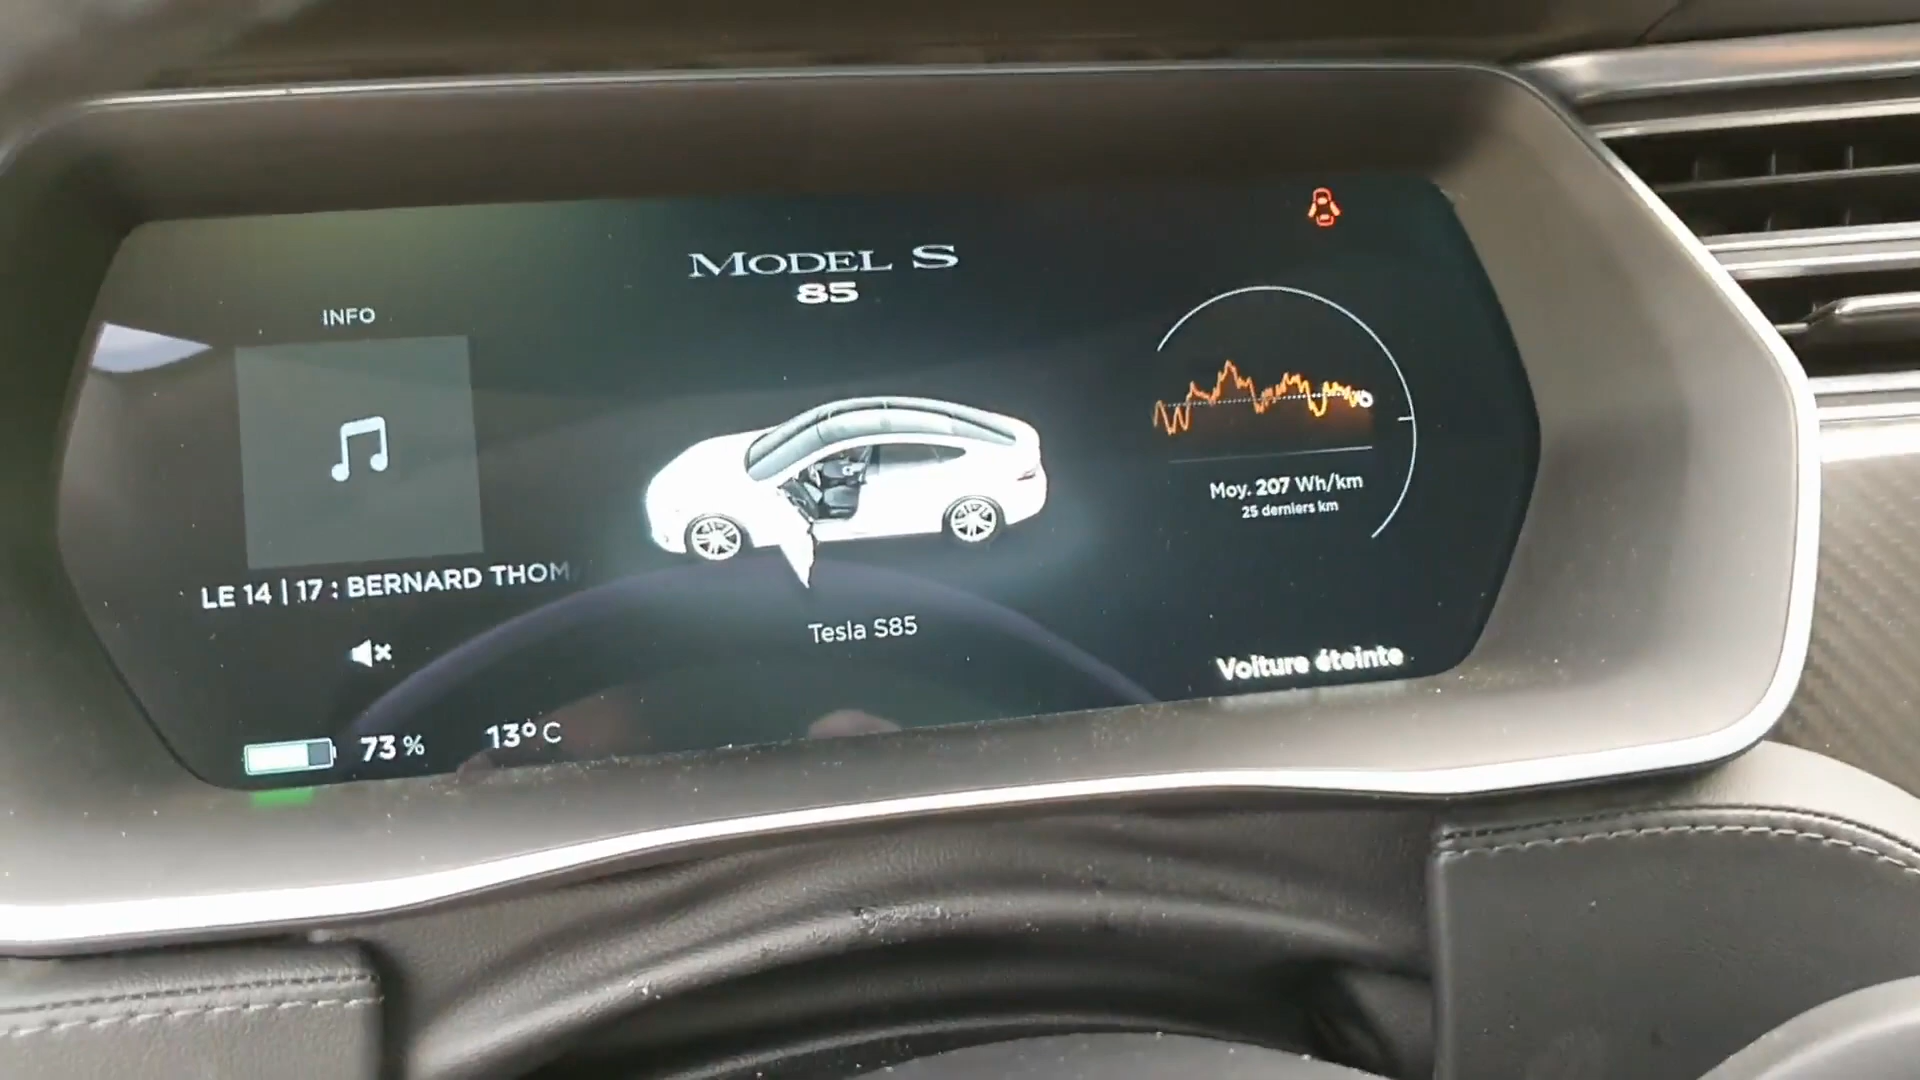 MODEL S
85
INFO
LE 14 | 17 : BERNARD THOM
Moy. 207 Wh/km
25 derniers km
Tesla S85
Voiture éteinte
73 %
13° C